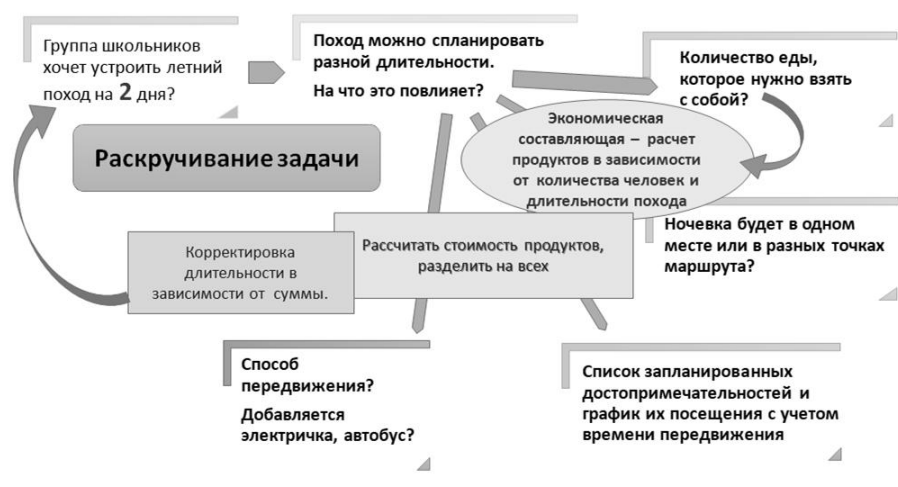 Группа школьников
хочет устроить летний
поход на 2 дня?
Поход можно спланировать
разной длительности.
На что это повлияет?
Количество еды,
которое нужно взять
с собой?
Раскручивание задачи
Экономическая
составляющая – расчет
продуктов в зависимости
от количества человек и
длительности похода
Ночевка будет в одном
месте или в разных точках
маршрута?
Рассчитать стоимость продуктов,
разделить на всех
Корректировка
длительности в
зависимости от суммы.
Способ
передвижения?
Добавляется
электричка, автобус?
Список запланированных
достопримечательностей и
график их посещения с учетом
времени передвижения